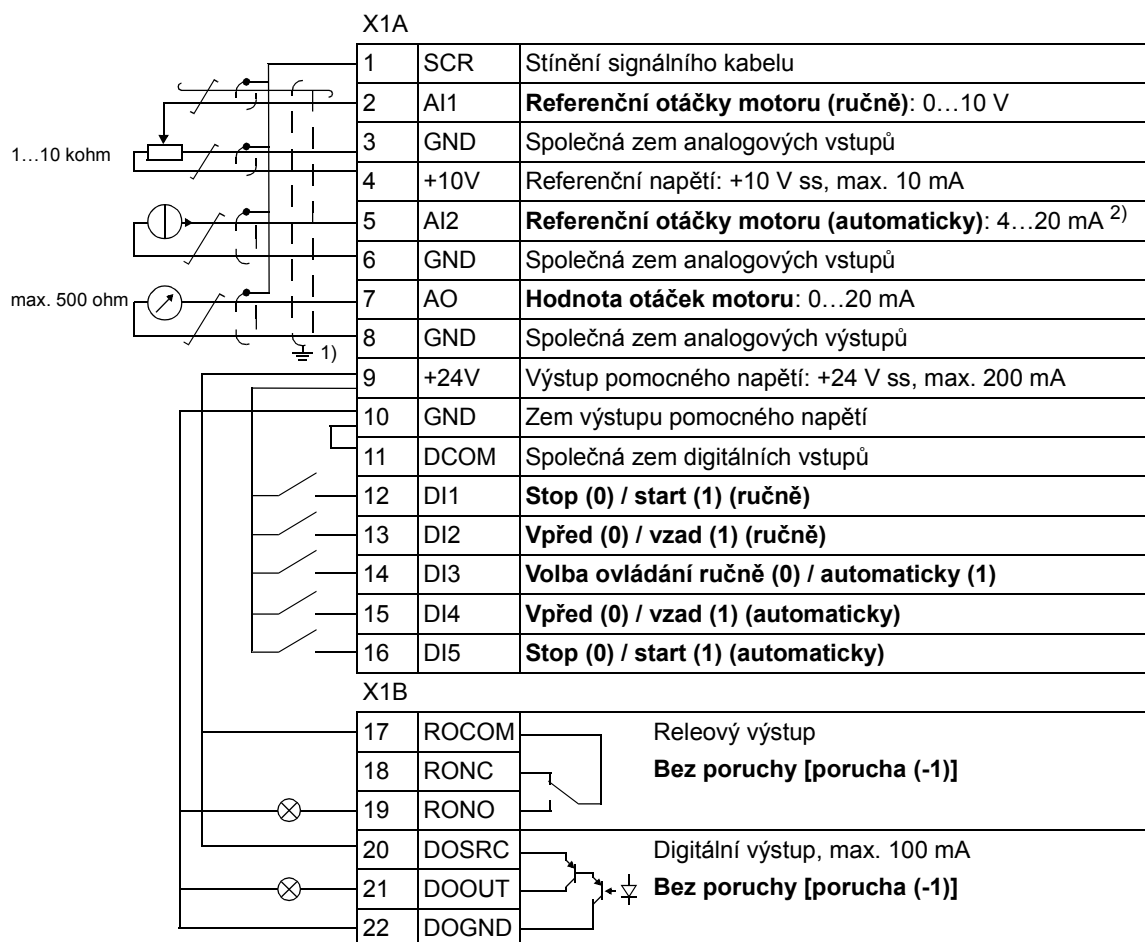 X1A
1 SCR Stínění signálního kabelu
2 AI1 Referenční otáčky motoru (ručně): 0…10 V
3 GND Společná zem analogových vstupů
1…10 kohm
4 +10V Referenční napětí: +10 V ss, max. 10 mA
5 AI2 Referenční otáčky motoru (automaticky): 4…20 mA 2)
6 GND Společná zem analogových vstupů
max. 500 ohm
7 AO Hodnota otáček motoru: 0…20 mA
8 GND Společná zem analogových výstupů
1)
9 +24V Výstup pomocného napětí: +24 V ss, max. 200 mA
10 GND Zem výstupu pomocného napětí
11 DCOM Společná zem digitálních vstupů
12 DI1 Stop (0) / start (1) (ručně)
13 DI2 Vpřed (0) / vzad (1) (ručně)
14 DI3 Volba ovládání ručně (0) / automaticky (1)
15 DI4 Vpřed (0) / vzad (1) (automaticky)
16 DI5 Stop (0) / start (1) (automaticky)
X1B
17 ROCOM Releový výstup
18 RONC Bez poruchy [porucha (-1)]
19 RONO
20 DOSRC Digitální výstup, max. 100 mA
21 DOOUT Bez poruchy [porucha (-1)]
22 DOGND